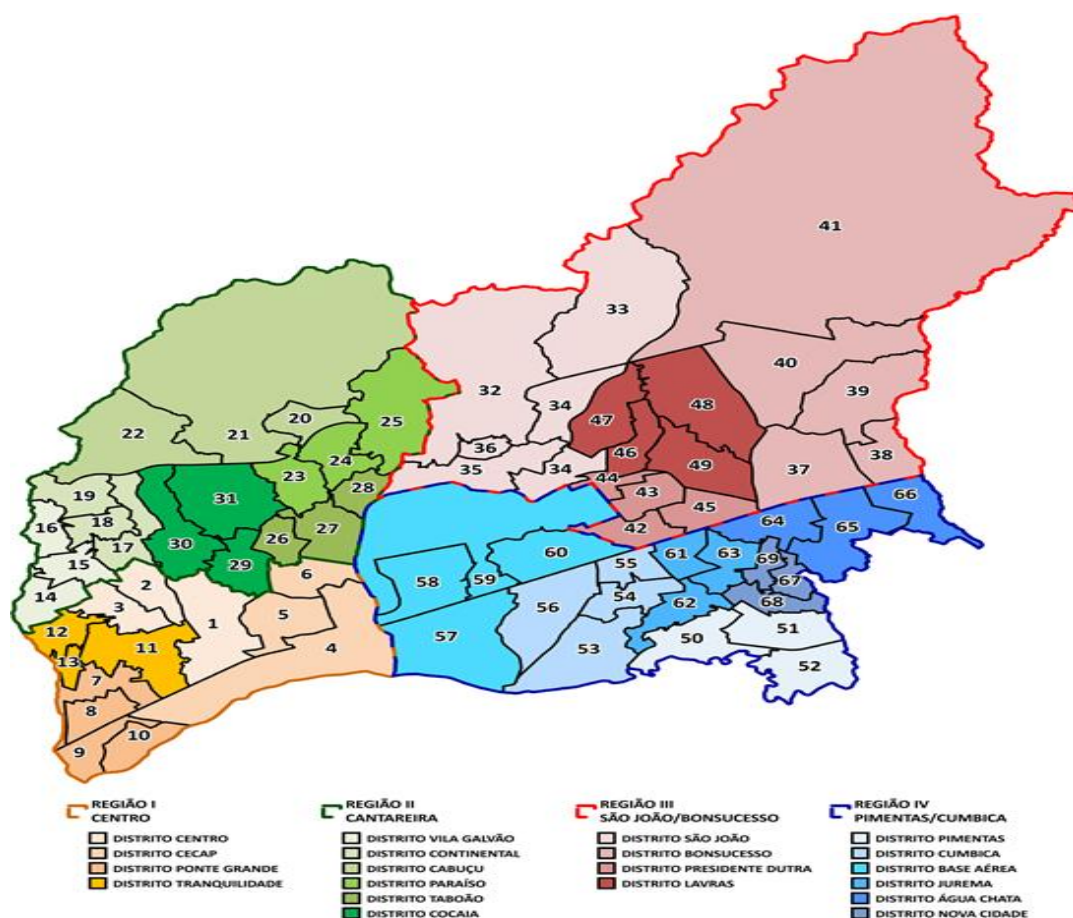 41
33
40
32
39
34
25
48
47
20
22
21
36
46
38
24
35
34
49
37
23
44
19
31
28
43
66
45
16
18
27
42
64
65
17
30
26
60
61
63
69
15
29
55
67
2
6
58
59
14
54
62
68
3
5
56
1
51
12
11
4
57
53
50
13
52
7
8
10
9
REGIÃO I
CENTRO
DISTRITO CENTRO
DISTRITO CECAP
DISTRITO PONTE GRANDE
DISTRITO TRANQUILIDADE
REGIÃO II
CANTAREIRA
DISTRITO VILA GALVÃO
DISTRITO CONTINENTAL
DISTRITO CABUÇU
DISTRITO PARAÍSO
DISTRITO TABOÃO
DISTRITO COCAIA
REGIÃO III
SÃO JOÃO/BONSUCESSO
DISTRITO SÃO JOÃO
DISTRITO BONSUCESSO
DISTRITO PRESIDENTE DUTRA
DISTRITO LAVRAS
REGIÃO IV
PIMENTAS/CUMBICA
DISTRITO PIMENTAS
DISTRITO CUMBICA
DISTRITO BASE AÉREA
DISTRITO JUREMA
DISTRITO ÁGUA CHATA
DISTRITO NOVA CIDADE